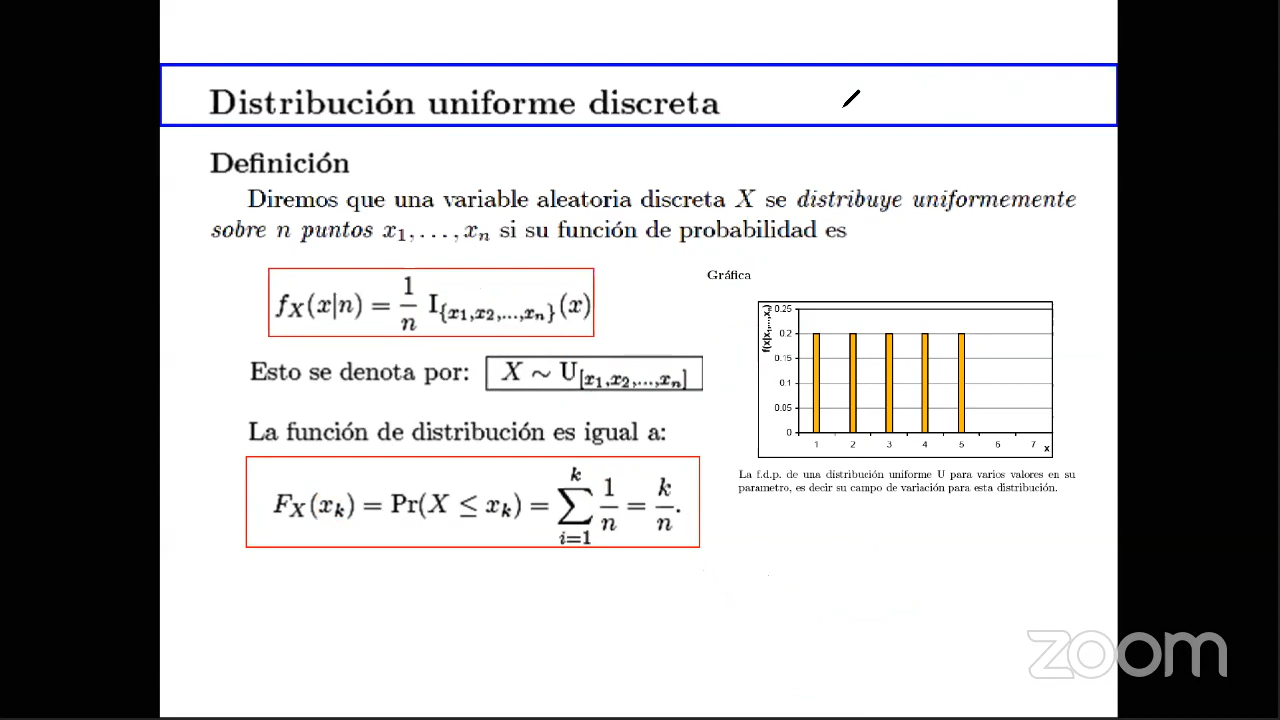 Distribución uniforme discreta
Definición
Diremos que una variable aleatoria discreta X se distribuye uniformemente
sobre n puntos x₁, . . . , xₙ si su función de probabilidad es
f_X(x|n) = 1/n I_{x₁,x₂,...,xₙ}(x)
Esto se denota por: X ∼ U_[x₁,x₂,...,xₙ]
La función de distribución es igual a:
F_X(x_k) = Pr(X ≤ x_k) = ∑_{i=1}^{k} 1/n = k/n.
Gráfica
f(x|x₁,...,xₙ)
0.25
0.2
0.15
0.1
0.05
0
1 2 3 4 5 6 7 x
La f.d.p. de una distribución uniforme U para varios valores en su
parametro, es decir su campo de variación para esta distribución.
zoom